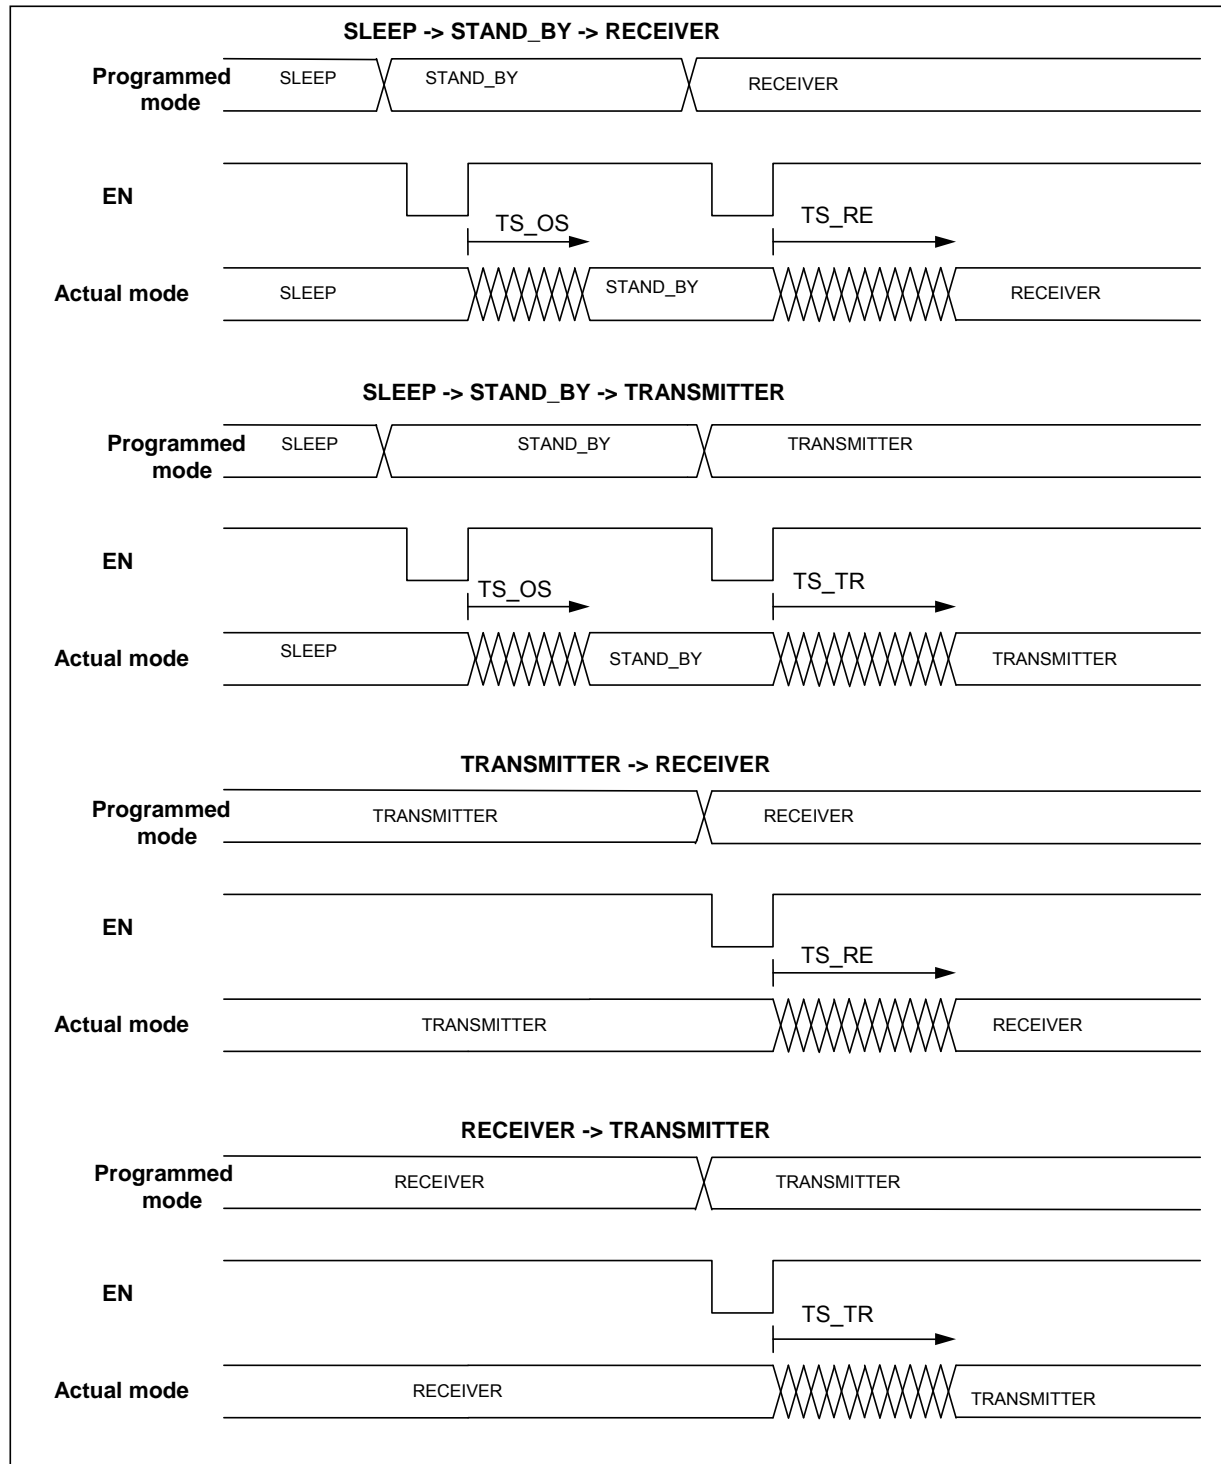 SLEEP -> STAND_BY -> RECEIVER
Programmed mode
SLEEP
STAND_BY
RECEIVER
EN
TS_OS
TS_RE
Actual mode
SLEEP
STAND_BY
RECEIVER
SLEEP -> STAND_BY -> TRANSMITTER
Programmed mode
SLEEP
STAND_BY
TRANSMITTER
EN
TS_OS
TS_TR
Actual mode
SLEEP
STAND_BY
TRANSMITTER
TRANSMITTER -> RECEIVER
Programmed mode
TRANSMITTER
RECEIVER
EN
TS_RE
Actual mode
TRANSMITTER
RECEIVER
RECEIVER -> TRANSMITTER
Programmed mode
RECEIVER
TRANSMITTER
EN
TS_TR
Actual mode
RECEIVER
TRANSMITTER